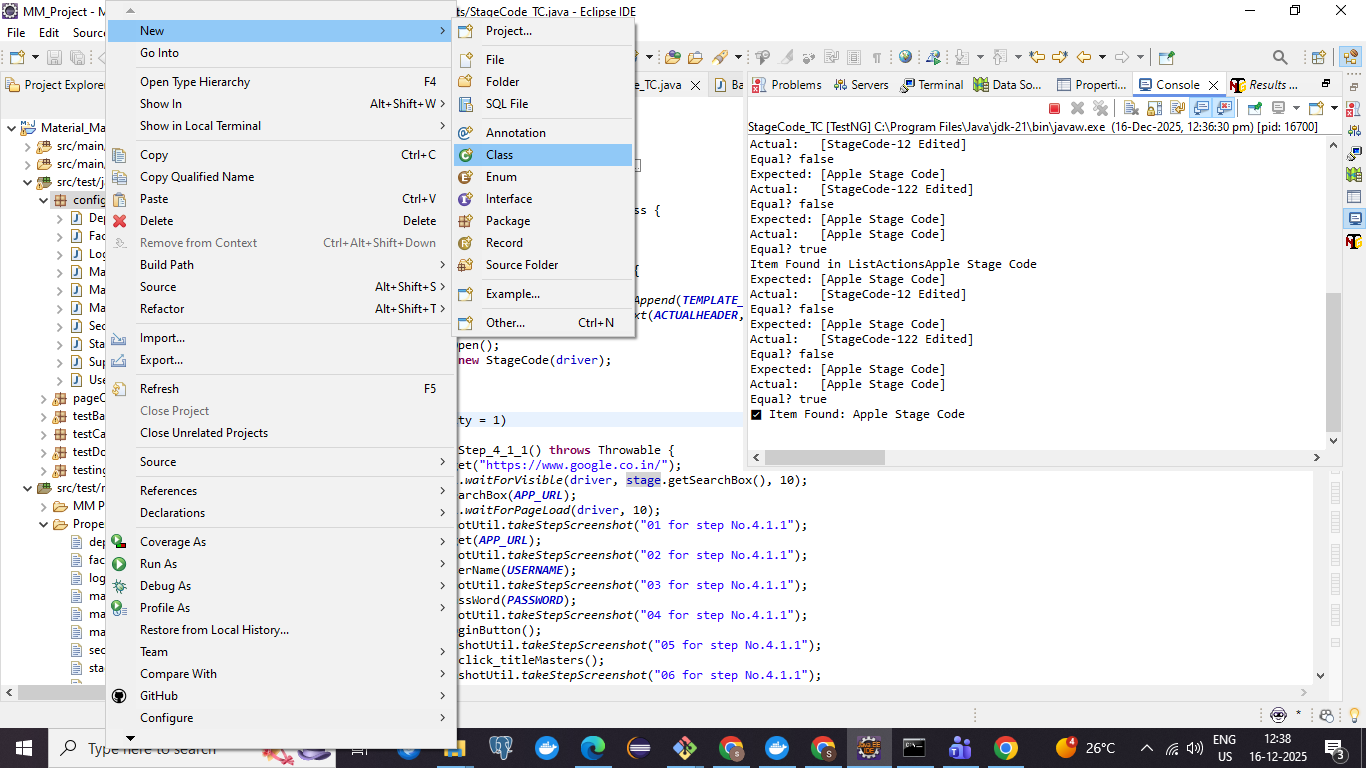 MM_Project - M
ts/StageCode_TC.java - Eclipse IDE
File Edit Sourc
Project Explorer
Material_Ma
src/main,
src/main,
src/test/ja
config
Dep
Fac
Log
Ma
Ma
Ma
Sec
Sta
Sup
Use
pageC
testBa
testCa
testDo
testing
src/test/r
MM P
Prope
dep
fac
log
ma
ma
ma
sec
sta
New
Go Into
Open Type Hierarchy F4
Show In Alt+Shift+W
Show in Local Terminal
Copy Ctrl+C
Copy Qualified Name
Paste Ctrl+V
Delete Delete
Remove from Context Ctrl+Alt+Shift+Down
Build Path
Source Alt+Shift+S
Refactor Alt+Shift+T
Import...
Export...
Refresh F5
Close Project
Close Unrelated Projects
Source
References
Declarations
Coverage As
Run As
Debug As
Profile As
Restore from Local History...
Team
Compare With
GitHub
Configure
Project...
File
Folder
SQL File
Annotation
Class
Enum
Interface
Package
Record
Source Folder
Example...
Other... Ctrl+N
e_TC.java
Ba
ss {
{
Append(TEMPLATE_
xt(ACTUALHEADER,
pen();
new StageCode(driver);
ty = 1)
Step_4_1_1() throws Throwable {
et("https://www.google.co.in/");
.waitForVisible(driver, stage.getSearchBox(), 10);
archBox(APP_URL);
.waitForPageLoad(driver, 10);
otUtil.takeStepScreenshot("01 for step No.4.1.1");
et(APP_URL);
otUtil.takeStepScreenshot("02 for step No.4.1.1");
erName(USERNAME);
otUtil.takeStepScreenshot("03 for step No.4.1.1");
ssWord(PASSWORD);
otUtil.takeStepScreenshot("04 for step No.4.1.1");
ginButton();
shotUtil.takeStepScreenshot("05 for step No.4.1.1");
click_titleMasters();
shotUtil.takeStepScreenshot("06 for step No.4.1.1");
Problems Servers Terminal Data So... Properti... Console Results ...
StageCode_TC [TestNG] C:\Program Files\Java\jdk-21\bin\javaw.exe (16-Dec-2025, 12:36:30 pm) [pid: 16700]
Actual: [StageCode-12 Edited]
Equal? false
Expected: [Apple Stage Code]
Actual: [StageCode-122 Edited]
Equal? false
Expected: [Apple Stage Code]
Actual: [Apple Stage Code]
Equal? true
Item Found in ListActionsApple Stage Code
Expected: [Apple Stage Code]
Actual: [StageCode-12 Edited]
Equal? false
Expected: [Apple Stage Code]
Actual: [StageCode-122 Edited]
Equal? false
Expected: [Apple Stage Code]
Actual: [Apple Stage Code]
Equal? true
☑ Item Found: Apple Stage Code
Type here to search
26°C
ENG
US
12:38
16-12-2025
3